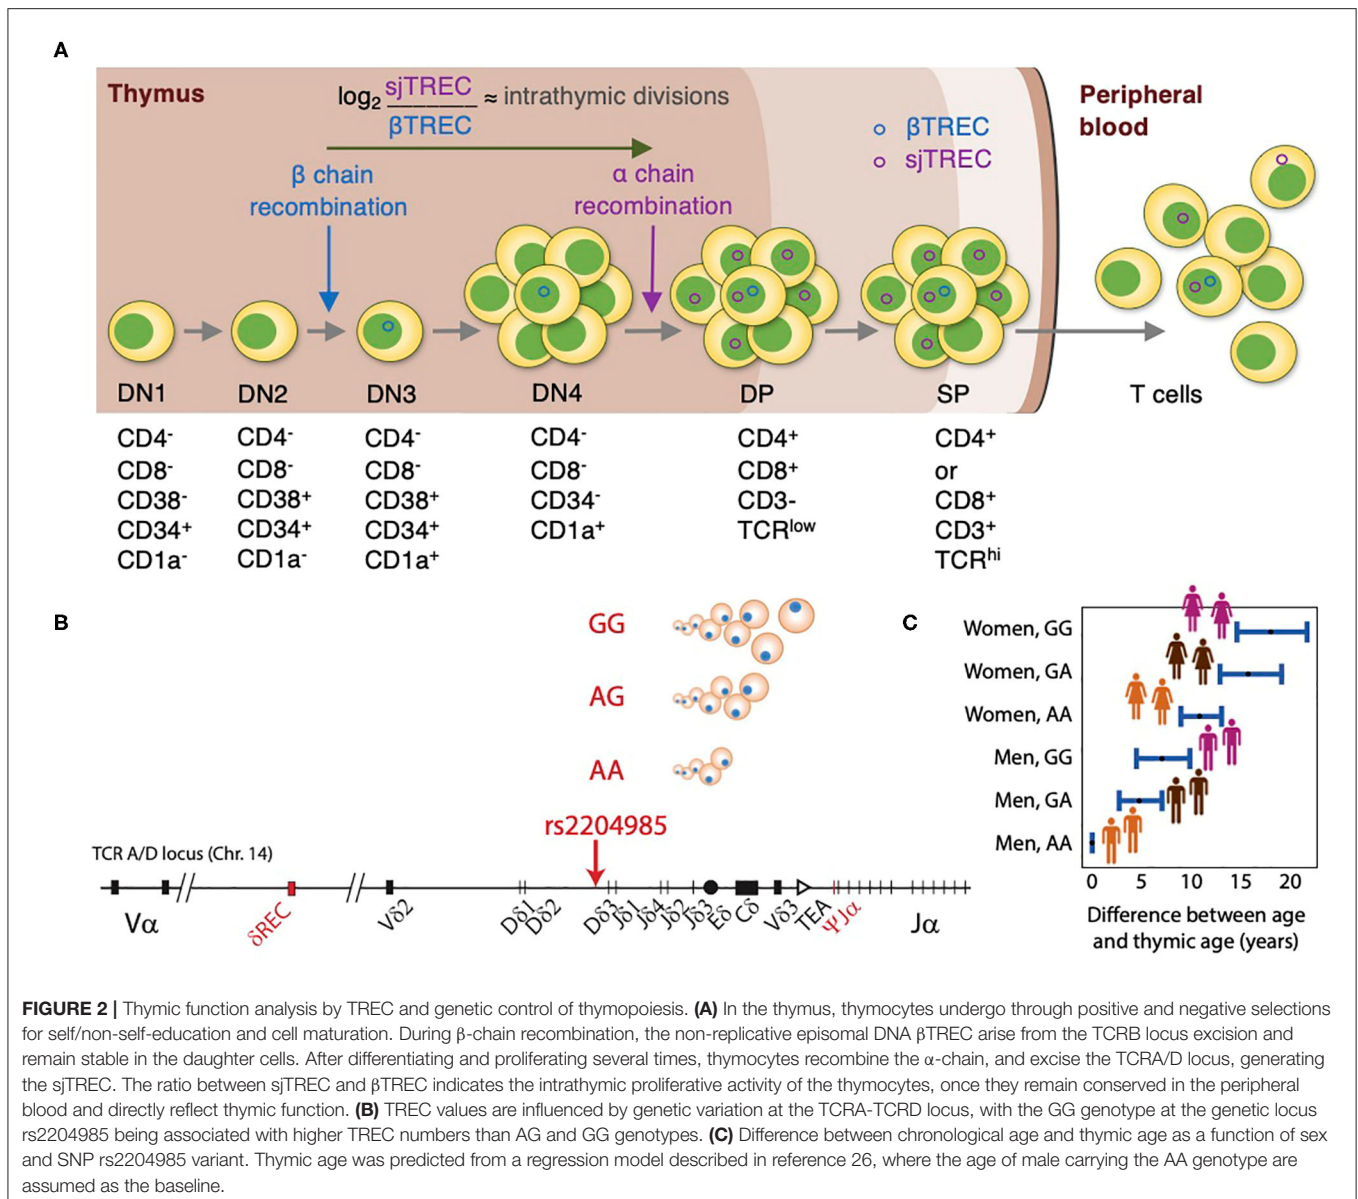 A
Thymus
log₂ sjTREC / βTREC ≈ intrathymic divisions
βTREC
sjTREC
Peripheral
blood
β chain
recombination
α chain
recombination
DN1 DN2 DN3 DN4 DP SP T cells
CD4⁻ CD4⁻ CD4⁻ CD4⁻ CD4⁺ CD4⁺
CD8⁻ CD8⁻ CD8⁻ CD8⁻ CD8⁺ or
CD38⁻ CD38⁺ CD38⁺ CD34⁻ CD3- CD8⁺
CD34⁺ CD34⁺ CD34⁺ CD1a⁺ TCRˡᵒʷ CD3⁺
CD1a⁻ CD1a⁻ CD1a⁺ TCRʰⁱ
B
GG
AG
AA
rs2204985
TCR A/D locus (Chr. 14)
Vα δREC Vδ2 Dδ1 Dδ2 Dδ3 Jδ1 Jδ4 Jδ2 Jδ3 Eδ Cδ Vδ3 TEA ΨJα Jα
C
Women, GG
Women, GA
Women, AA
Men, GG
Men, GA
Men, AA
0 5 10 15 20
Difference between age
and thymic age (years)
FIGURE 2 | Thymic function analysis by TREC and genetic control of thymopoiesis. (A) In the thymus, thymocytes undergo through positive and negative selections
for self/non-self-education and cell maturation. During β-chain recombination, the non-replicative episomal DNA βTREC arise from the TCRB locus excision and
remain stable in the daughter cells. After differentiating and proliferating several times, thymocytes recombine the α-chain, and excise the TCRA/D locus, generating
the sjTREC. The ratio between sjTREC and βTREC indicates the intrathymic proliferative activity of the thymocytes, once they remain conserved in the peripheral
blood and directly reflect thymic function. (B) TREC values are influenced by genetic variation at the TCRA-TCRD locus, with the GG genotype at the genetic locus
rs2204985 being associated with higher TREC numbers than AG and GG genotypes. (C) Difference between chronological age and thymic age as a function of sex
and SNP rs2204985 variant. Thymic age was predicted from a regression model described in reference 26, where the age of male carrying the AA genotype are
assumed as the baseline.